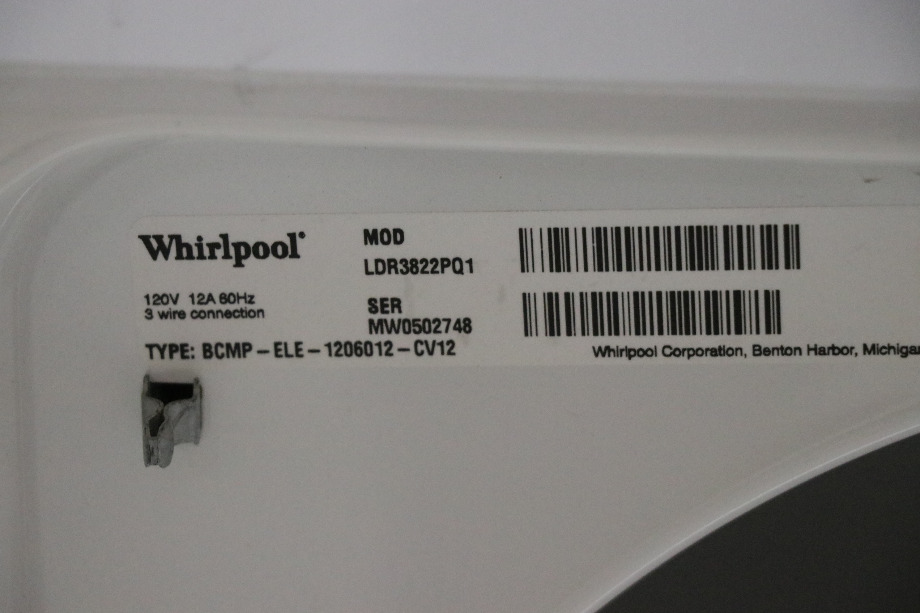 Whirlpool®
MOD
LDR3822PQ1
120V 12A 60Hz
3 wire connection
SER
MW0502748
TYPE: BCMP-ELE-1206012-CV12
Whirlpool Corporation, Benton Harbor, Michigan